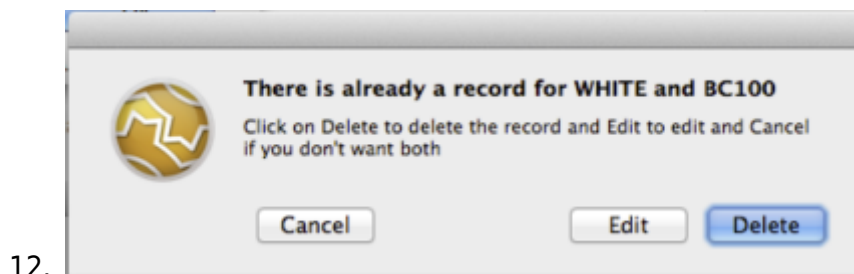 There is already a record for WHITE and BC100
Click on Delete to delete the record and Edit to edit and Cancel
if you don't want both
Cancel Edit Delete
12.